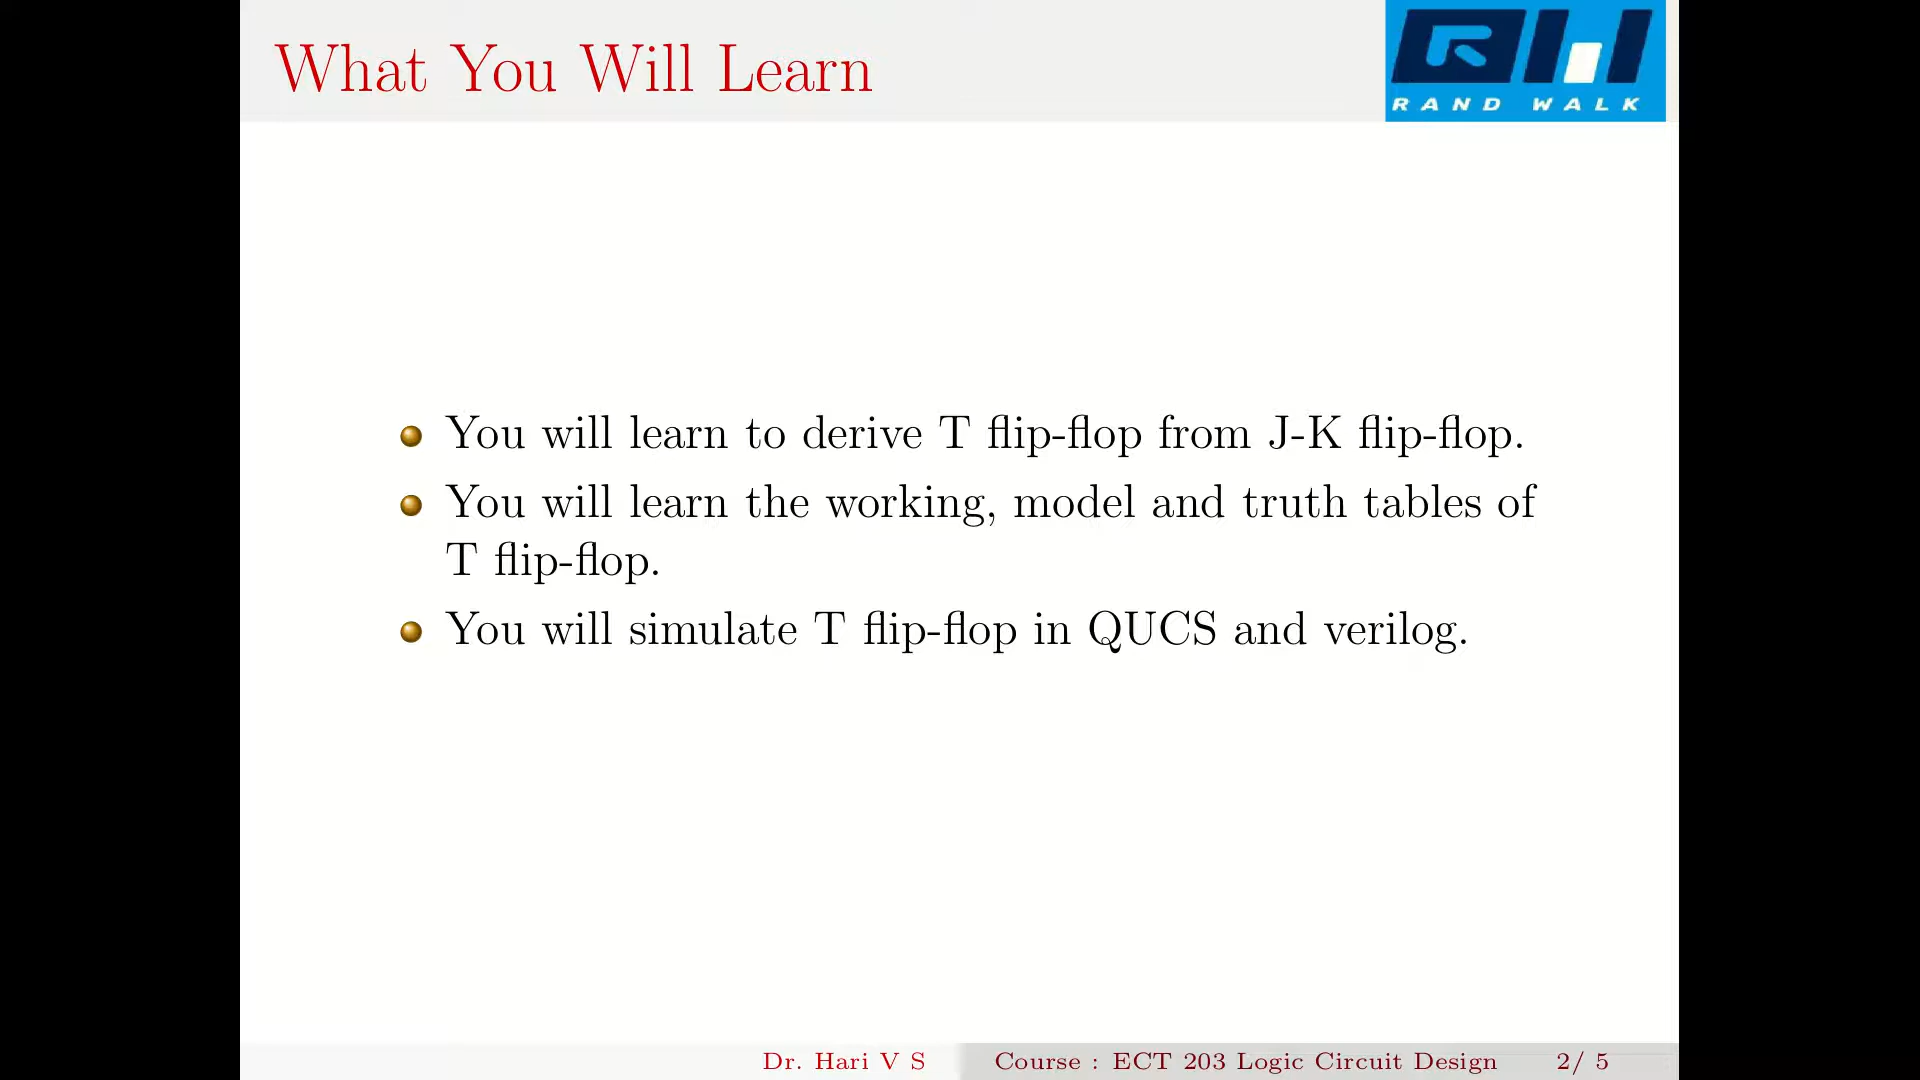 What You Will Learn
RAND WALK
You will learn to derive T flip-flop from J-K flip-flop.
You will learn the working, model and truth tables of
T flip-flop.
You will simulate T flip-flop in QUCS and verilog.
Dr. Hari V S Course : ECT 203 Logic Circuit Design 2/ 5